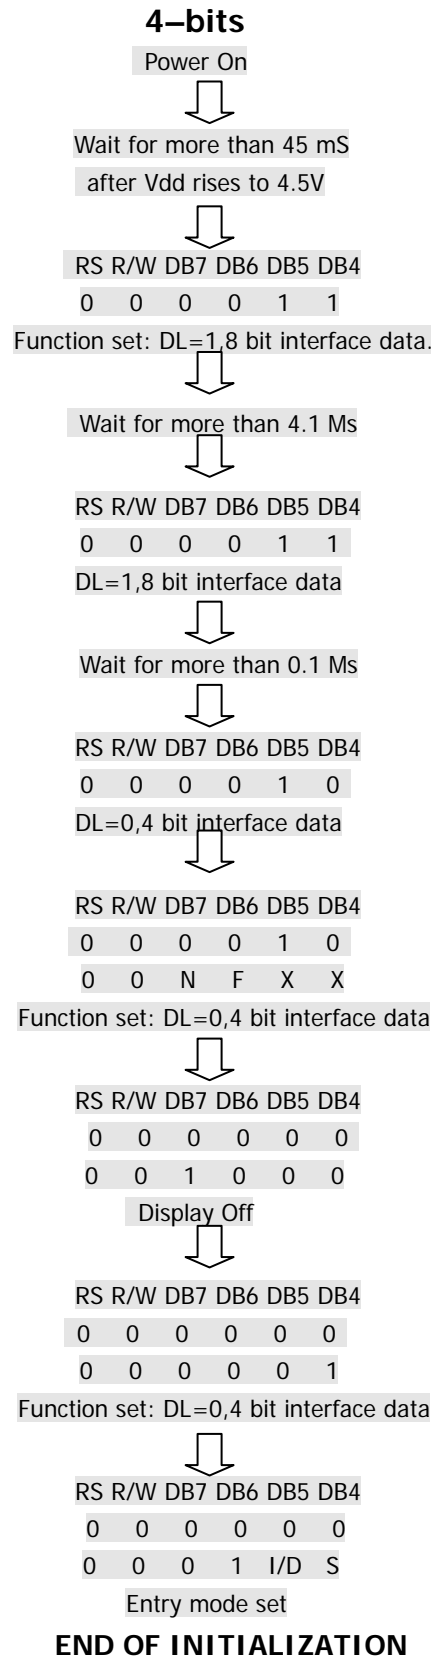 4–bits
Power On
Wait for more than 45 mS
after Vdd rises to 4.5V
RS R/W DB7 DB6 DB5 DB4
0 0 0 0 1 1
Function set: DL=1,8 bit interface data.
Wait for more than 4.1 Ms
RS R/W DB7 DB6 DB5 DB4
0 0 0 0 1 1
DL=1,8 bit interface data
Wait for more than 0.1 Ms
RS R/W DB7 DB6 DB5 DB4
0 0 0 0 1 0
DL=0,4 bit interface data
RS R/W DB7 DB6 DB5 DB4
0 0 0 0 1 0
0 0 N F X X
Function set: DL=0,4 bit interface data
RS R/W DB7 DB6 DB5 DB4
0 0 0 0 0 0
0 0 1 0 0 0
Display Off
RS R/W DB7 DB6 DB5 DB4
0 0 0 0 0 0
0 0 0 0 0 1
Function set: DL=0,4 bit interface data
RS R/W DB7 DB6 DB5 DB4
0 0 0 0 0 0
0 0 0 1 I/D S
Entry mode set
END OF INITIALIZATION